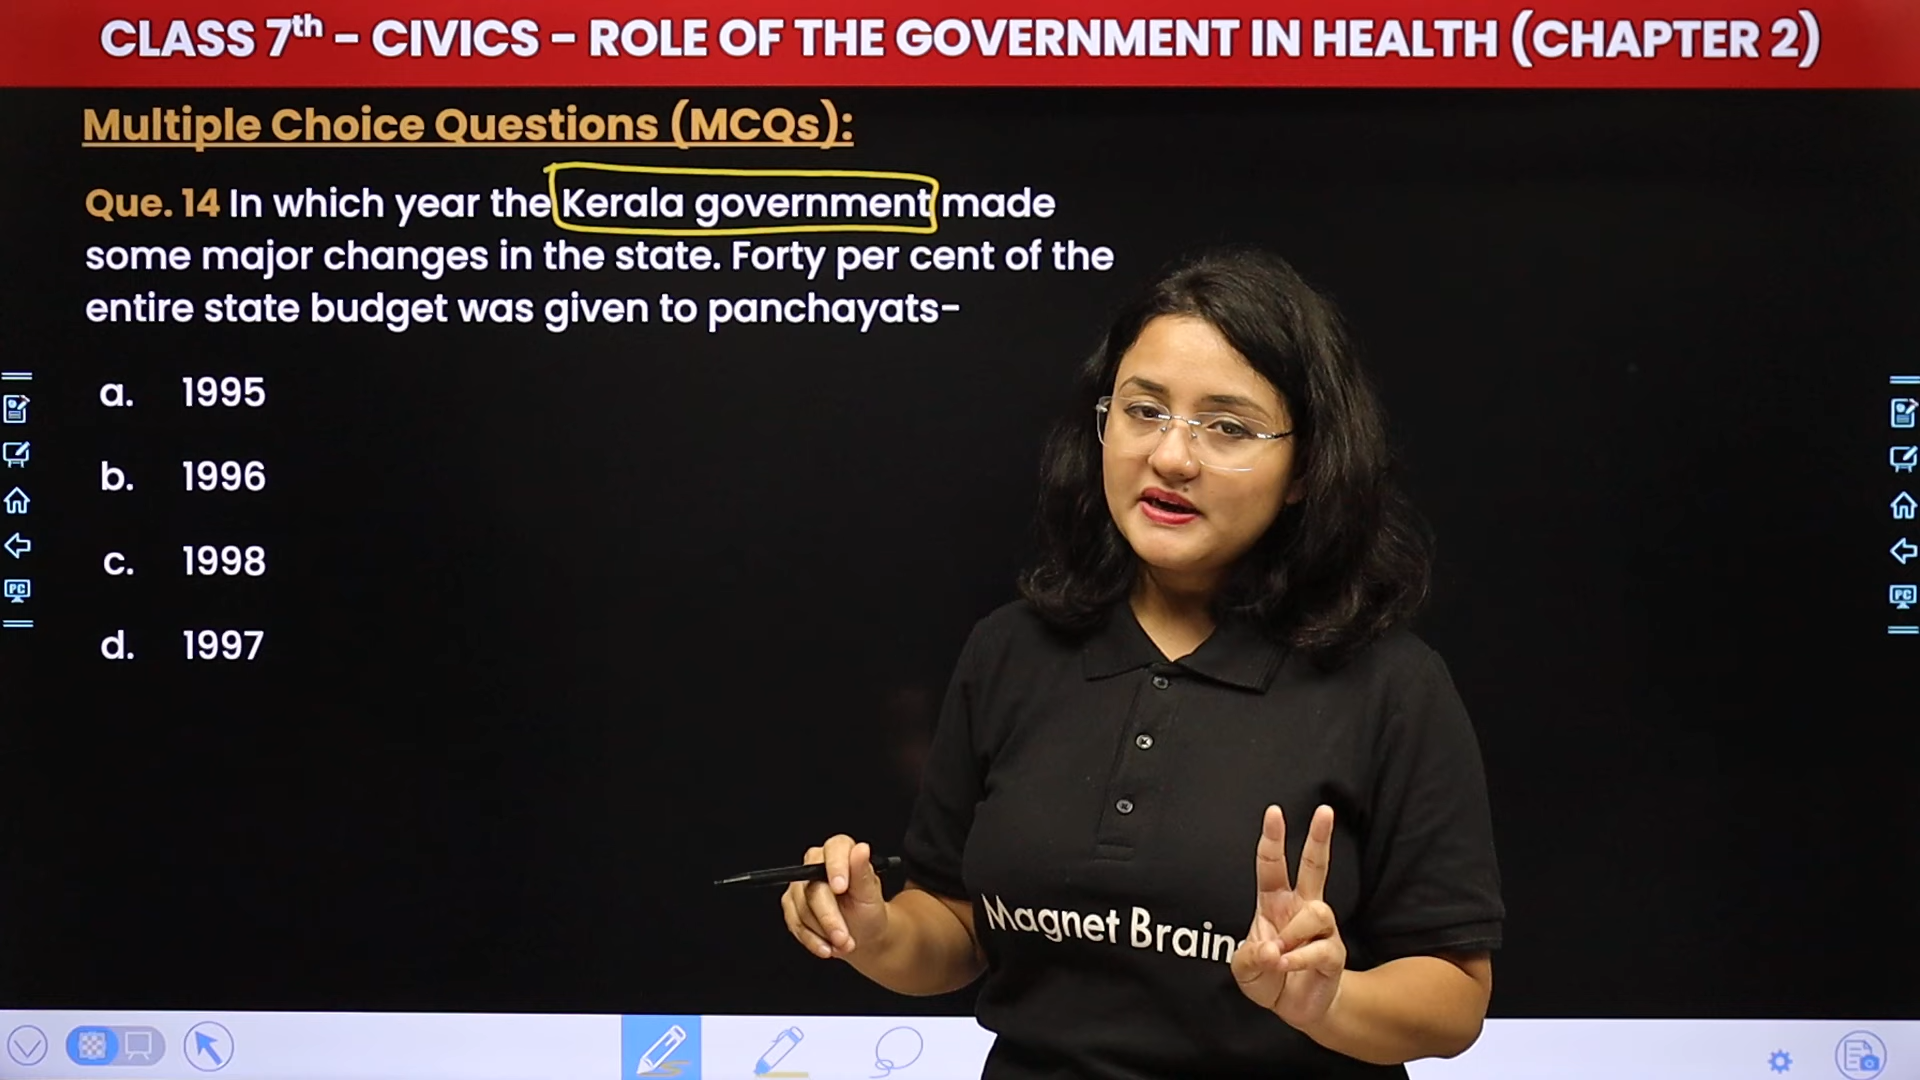 CLASS 7th - CIVICS - ROLE OF THE GOVERNMENT IN HEALTH (CHAPTER 2)
Multiple Choice Questions (MCQs):
Que. 14 In which year the Kerala government made
some major changes in the state. Forty per cent of the
entire state budget was given to panchayats-
a. 1995
b. 1996
c. 1998
d. 1997
PC
PC
Magnet Brain